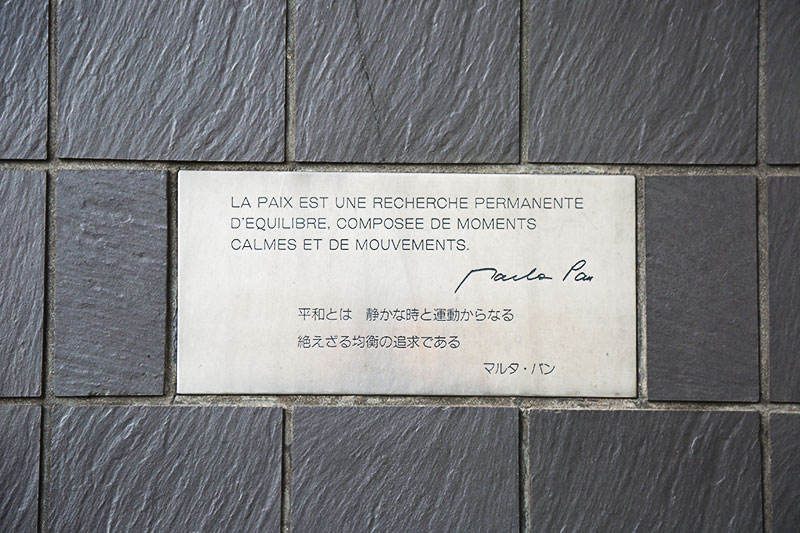 LA PAIX EST UNE RECHERCHE PERMANENTE
D'EQUILIBRE, COMPOSEE DE MOMENTS
CALMES ET DE MOUVEMENTS.
Marta Pan
平和とは 静かな時と運動からなる
絶えざる均衡の追求である
マルタ・パン